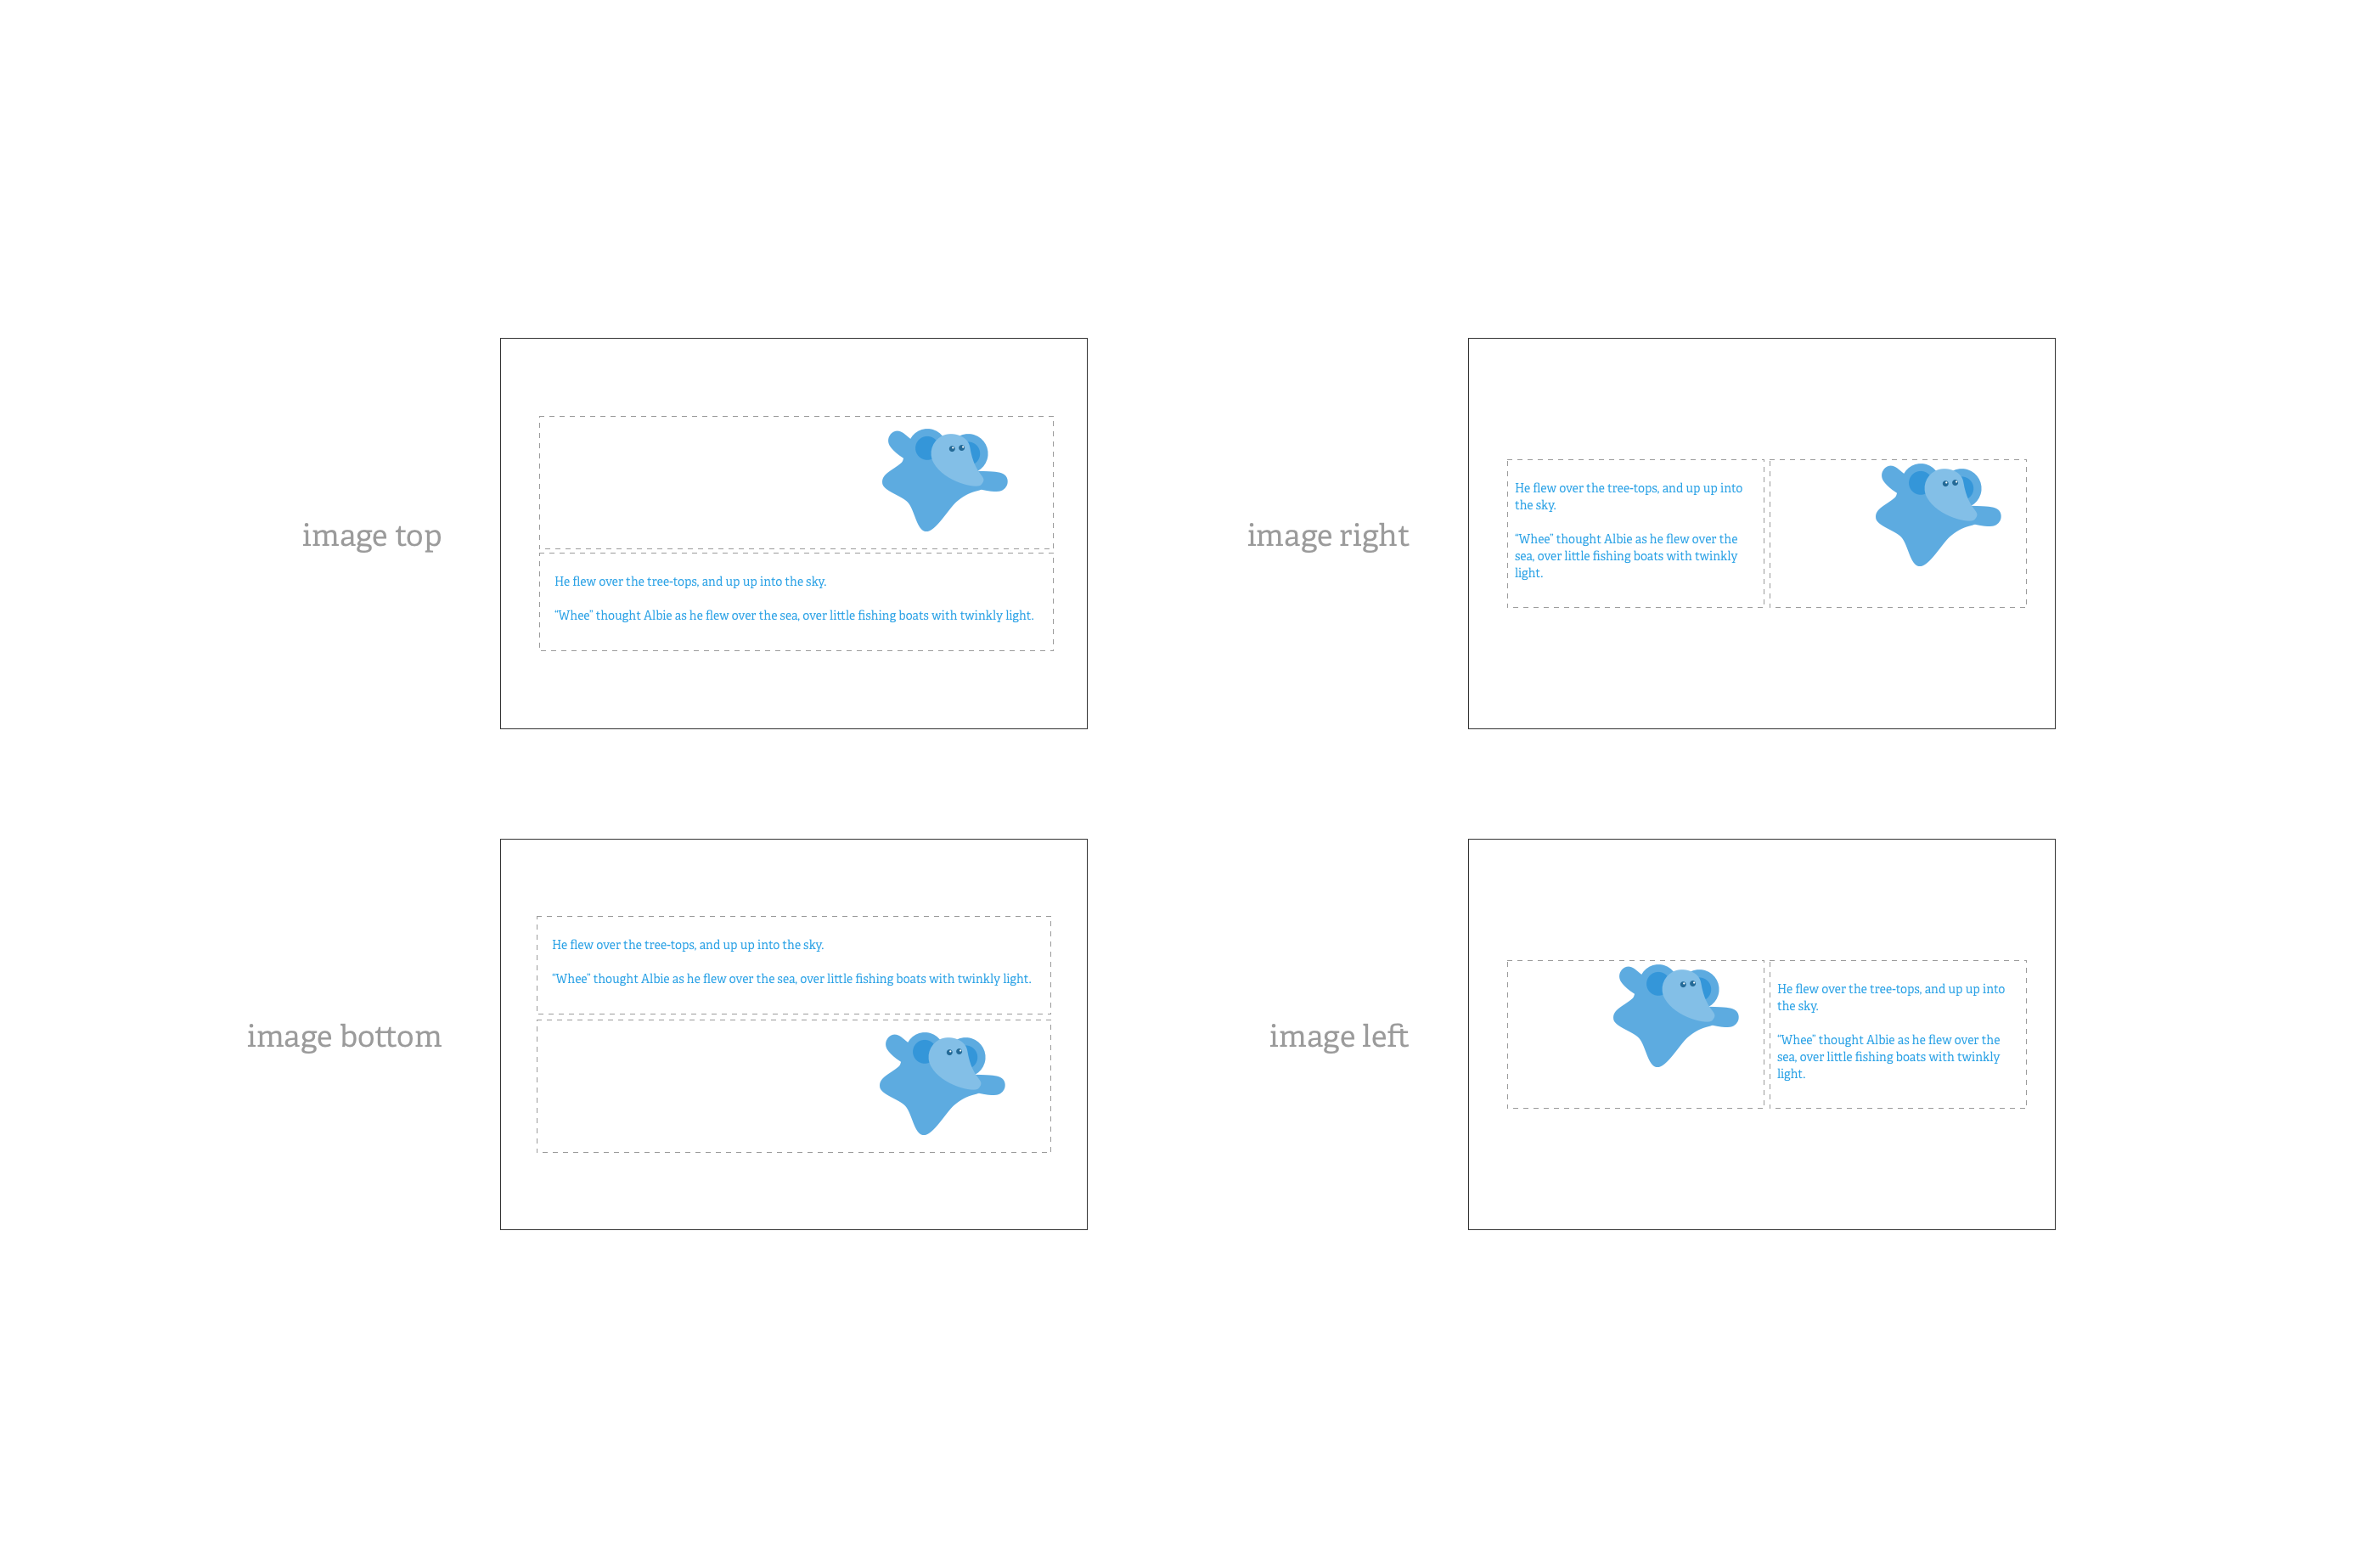 image top
He flew over the tree-tops, and up up into the sky.
“Whee” thought Albie as he flew over the sea, over little fishing boats with twinkly light.
image right
He flew over the tree-tops, and up up into
the sky.
“Whee” thought Albie as he flew over the
sea, over little fishing boats with twinkly
light.
image bottom
He flew over the tree-tops, and up up into the sky.
“Whee” thought Albie as he flew over the sea, over little fishing boats with twinkly light.
image left
He flew over the tree-tops, and up up into
the sky.
“Whee” thought Albie as he flew over the
sea, over little fishing boats with twinkly
light.